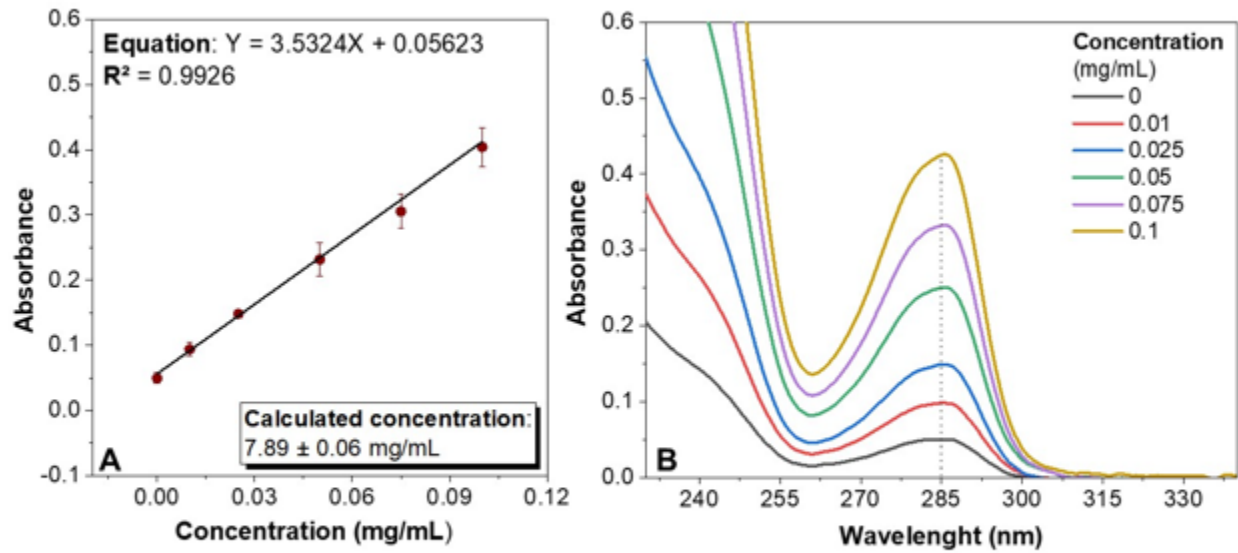 Equation: Y = 3.5324X + 0.05623
R² = 0.9926
0.6
0.5
0.4
0.3
0.2
0.1
0.0
-0.1
Absorbance
Calculated concentration:
7.89 ± 0.06 mg/mL
A
0.00 0.03 0.06 0.09 0.12
Concentration (mg/mL)
0.6
0.5
0.4
0.3
0.2
0.1
0.0
Absorbance
Concentration
(mg/mL)
0
0.01
0.025
0.05
0.075
0.1
B
240 255 270 285 300 315 330
Wavelenght (nm)